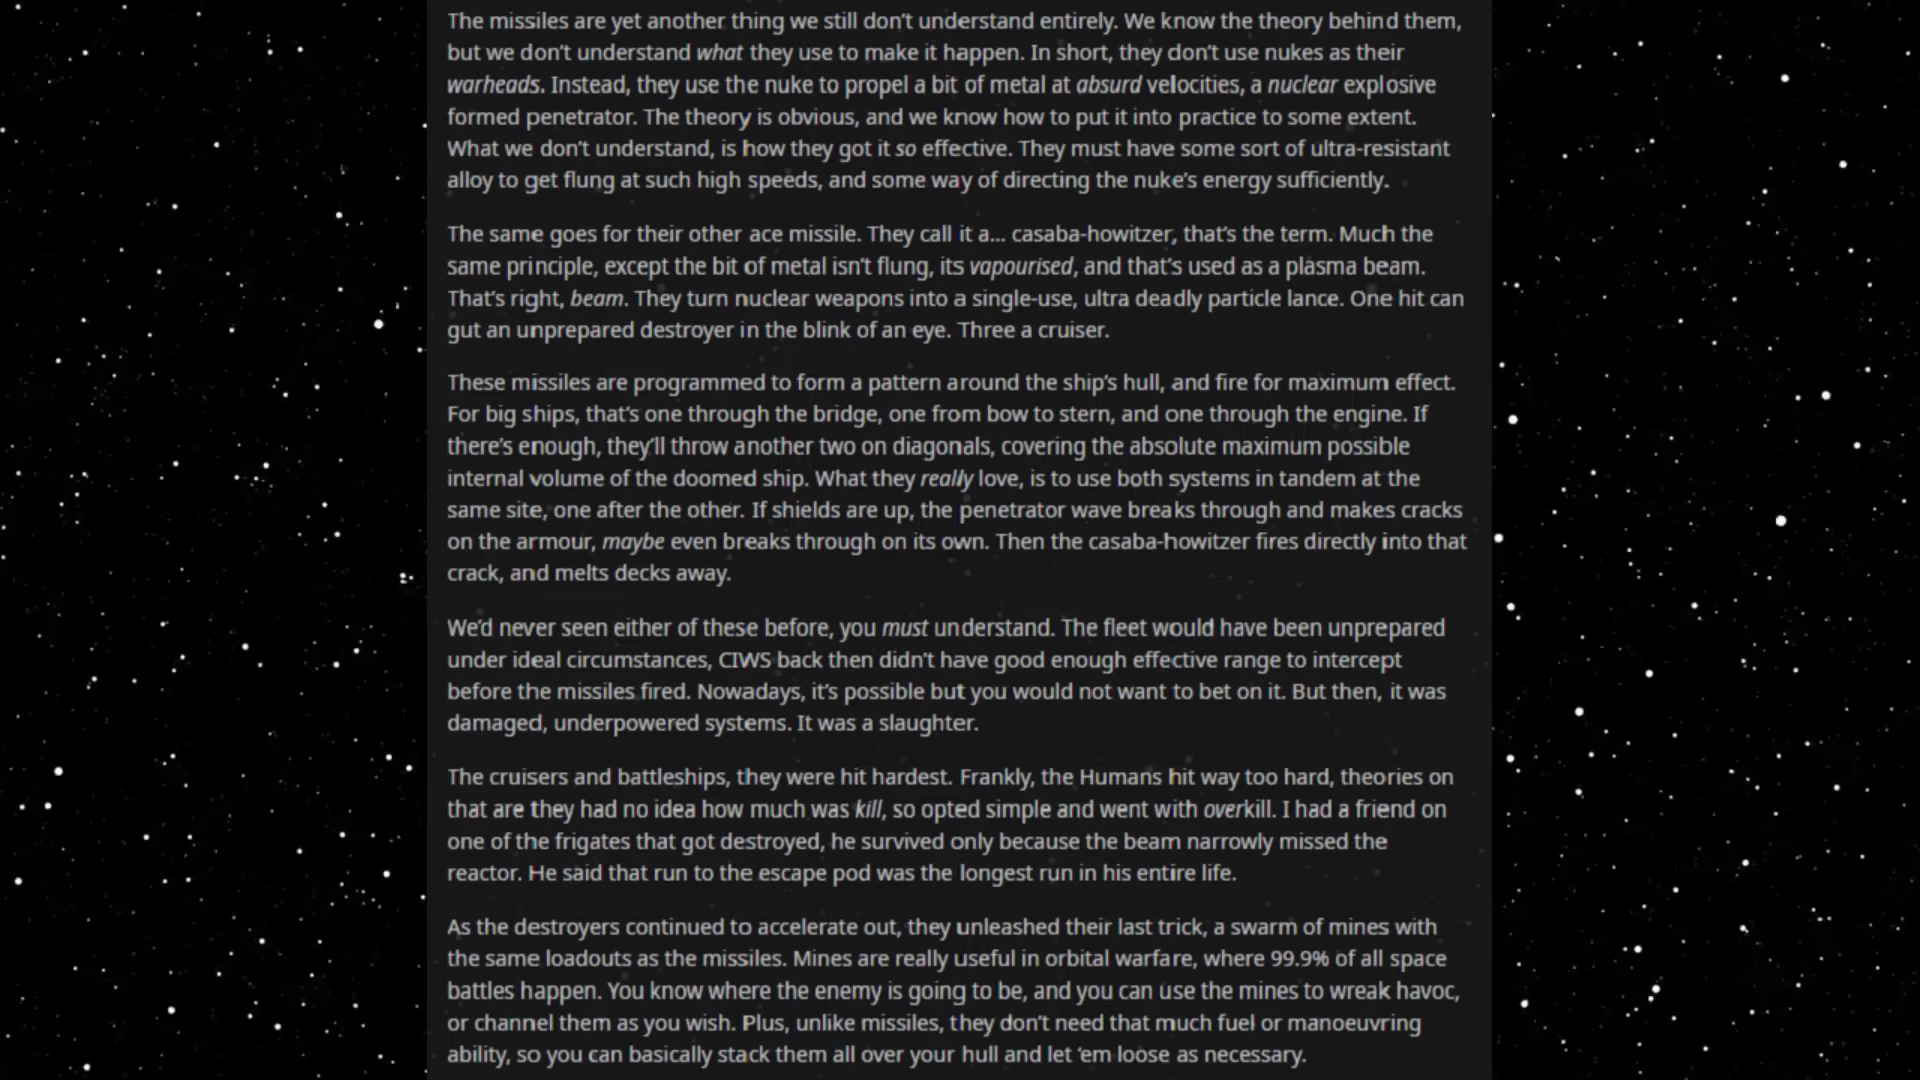 The missiles are yet another thing we still don’t understand entirely. We know the theory behind them,
but we don’t understand what they use to make it happen. In short, they don’t use nukes as their
warheads. Instead, they use the nuke to propel a bit of metal at absurd velocities, a nuclear explosive
formed penetrator. The theory is obvious, and we know how to put it into practice to some extent.
What we don’t understand, is how they got it so effective. They must have some sort of ultra-resistant
alloy to get flung at such high speeds, and some way of directing the nuke’s energy sufficiently.
The same goes for their other ace missile. They call it a... casaba-howitzer, that’s the term. Much the
same principle, except the bit of metal isn’t flung, its vapourised, and that’s used as a plasma beam.
That’s right, beam. They turn nuclear weapons into a single-use, ultra deadly particle lance. One hit can
gut an unprepared destroyer in the blink of an eye. Three a cruiser.
These missiles are programmed to form a pattern around the ship’s hull, and fire for maximum effect.
For big ships, that’s one through the bridge, one from bow to stern, and one through the engine. If
there’s enough, they’ll throw another two on diagonals, covering the absolute maximum possible
internal volume of the doomed ship. What they really love, is to use both systems in tandem at the
same site, one after the other. If shields are up, the penetrator wave breaks through and makes cracks
on the armour, maybe even breaks through on its own. Then the casaba-howitzer fires directly into that
crack, and melts decks away.
We’d never seen either of these before, you must understand. The fleet would have been unprepared
under ideal circumstances, CIWS back then didn’t have good enough effective range to intercept
before the missiles fired. Nowadays, it’s possible but you would not want to bet on it. But then, it was
damaged, underpowered systems. It was a slaughter.
The cruisers and battleships, they were hit hardest. Frankly, the Humans hit way too hard, theories on
that are they had no idea how much was kill, so opted simple and went with overkill. I had a friend on
one of the frigates that got destroyed, he survived only because the beam narrowly missed the
reactor. He said that run to the escape pod was the longest run in his entire life.
As the destroyers continued to accelerate out, they unleashed their last trick, a swarm of mines with
the same loadouts as the missiles. Mines are really useful in orbital warfare, where 99.9% of all space
battles happen. You know where the enemy is going to be, and you can use the mines to wreak havoc,
or channel them as you wish. Plus, unlike missiles, they don’t need that much fuel or manoeuvring
ability, so you can basically stack them all over your hull and let ‘em loose as necessary.